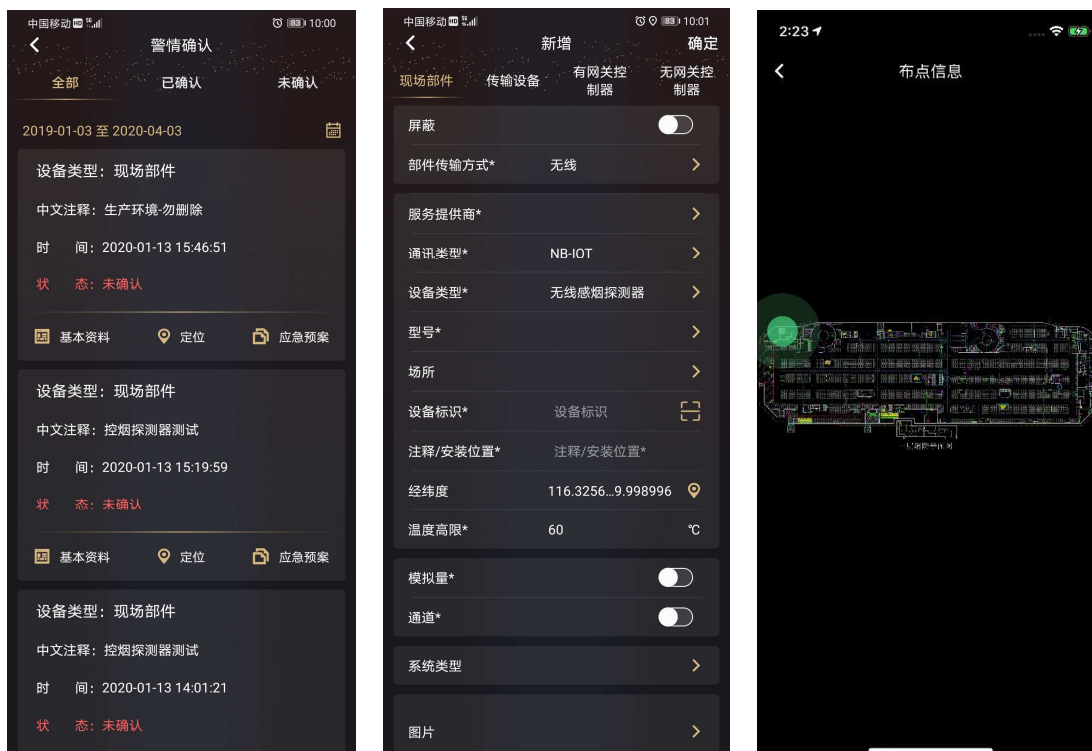 中国移动 HD 5G 83 10:00
警情确认
全部 已确认 未确认
2019-01-03 至 2020-04-03
设备类型：现场部件
中文注释：生产环境-勿删除
时 间：2020-01-13 15:46:51
状 态：未确认
基本资料 定位 应急预案
设备类型：现场部件
中文注释：控烟探测器测试
时 间：2020-01-13 15:19:59
状 态：未确认
基本资料 定位 应急预案
设备类型：现场部件
中文注释：控烟探测器测试
时 间：2020-01-13 14:01:21
状 态：未确认
中国移动 HD 5G 83 10:01
新增 确定
现场部件 传输设备 有网关控 无网关控
制器 制器
屏蔽
部件传输方式* 无线
服务提供商*
通讯类型* NB-IOT
设备类型* 无线感烟探测器
型号*
场所
设备标识* 设备标识
注释/安装位置* 注释/安装位置*
经纬度 116.3256...9.998996
温度高限* 60 ℃
模拟量*
通道*
系统类型
图片
2:23
布点信息